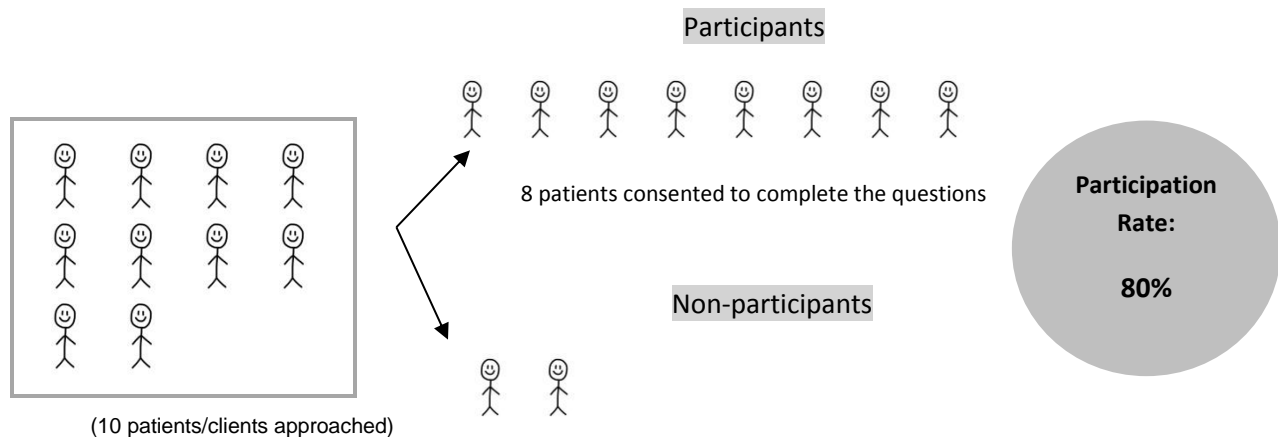 Participants
8 patients consented to complete the questions
Non-participants
(10 patients/clients approached)
Participation
Rate:
80%